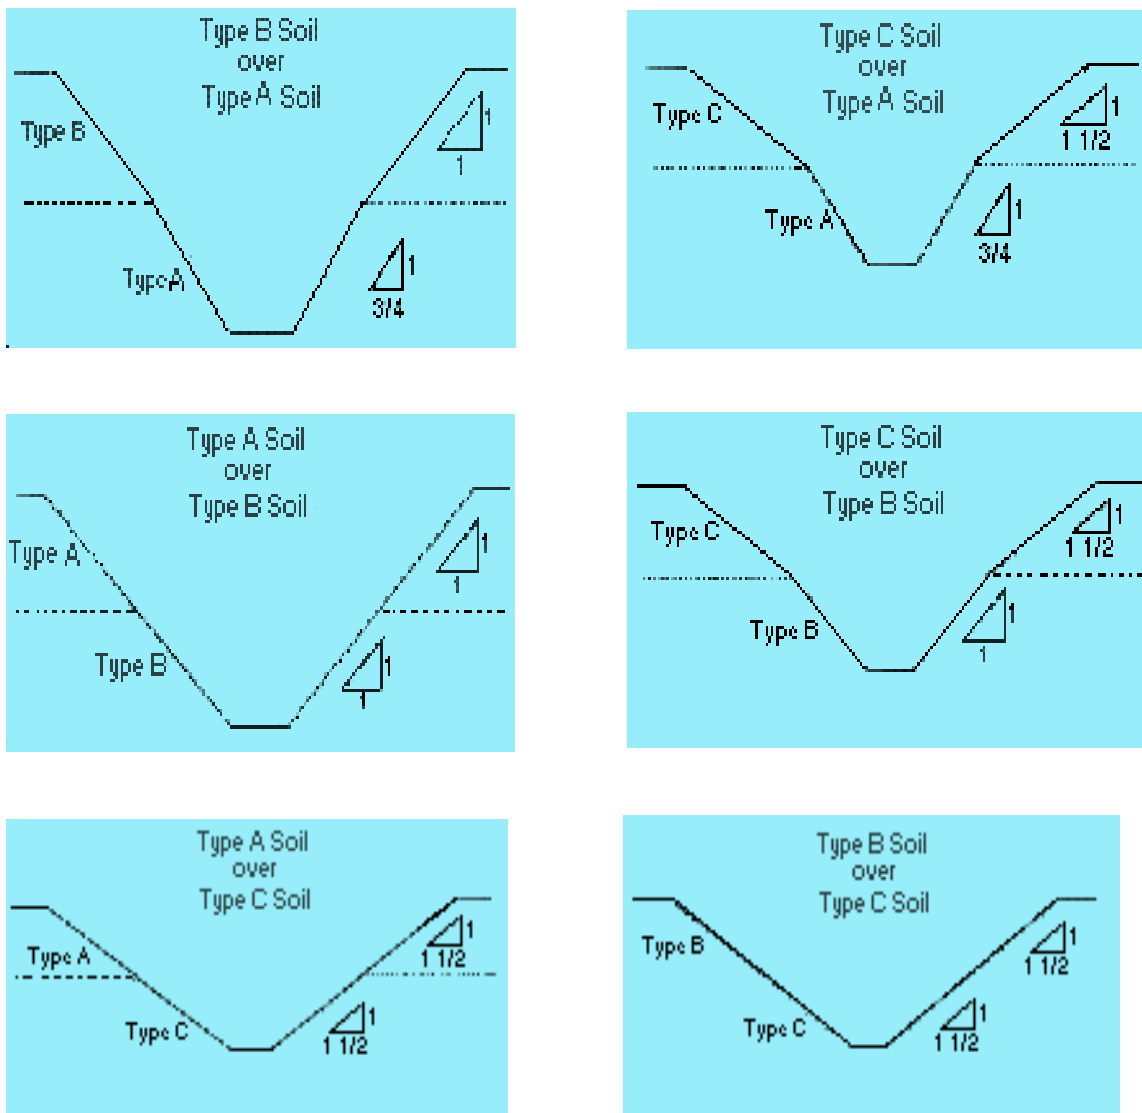 Type B Soil
over
Type A Soil
Type B
1
1
Type A
1
3/4
Type C Soil
over
Type A Soil
Type C
1
1 1/2
Type A
1
3/4
Type A Soil
over
Type B Soil
Type A
1
1
Type B
1
1
Type C Soil
over
Type B Soil
Type C
1
1 1/2
Type B
1
1
Type A Soil
over
Type C Soil
Type A
1
1 1/2
Type C
1
1 1/2
Type B Soil
over
Type C Soil
Type B
1
1 1/2
Type C
1
1 1/2